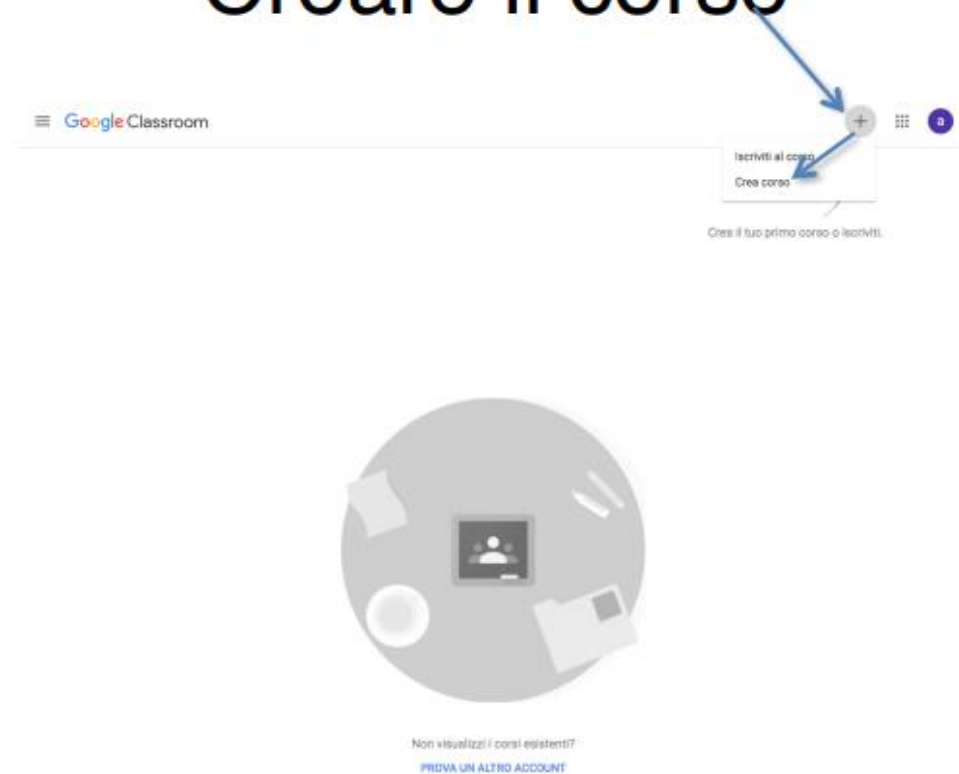 Creare il corso
Google Classroom
a
Iscriviti al corso
Crea corso
Crea il tuo primo corso o iscriviti.
Non visualizzi i corsi esistenti?
PROVA UN ALTRO ACCOUNT